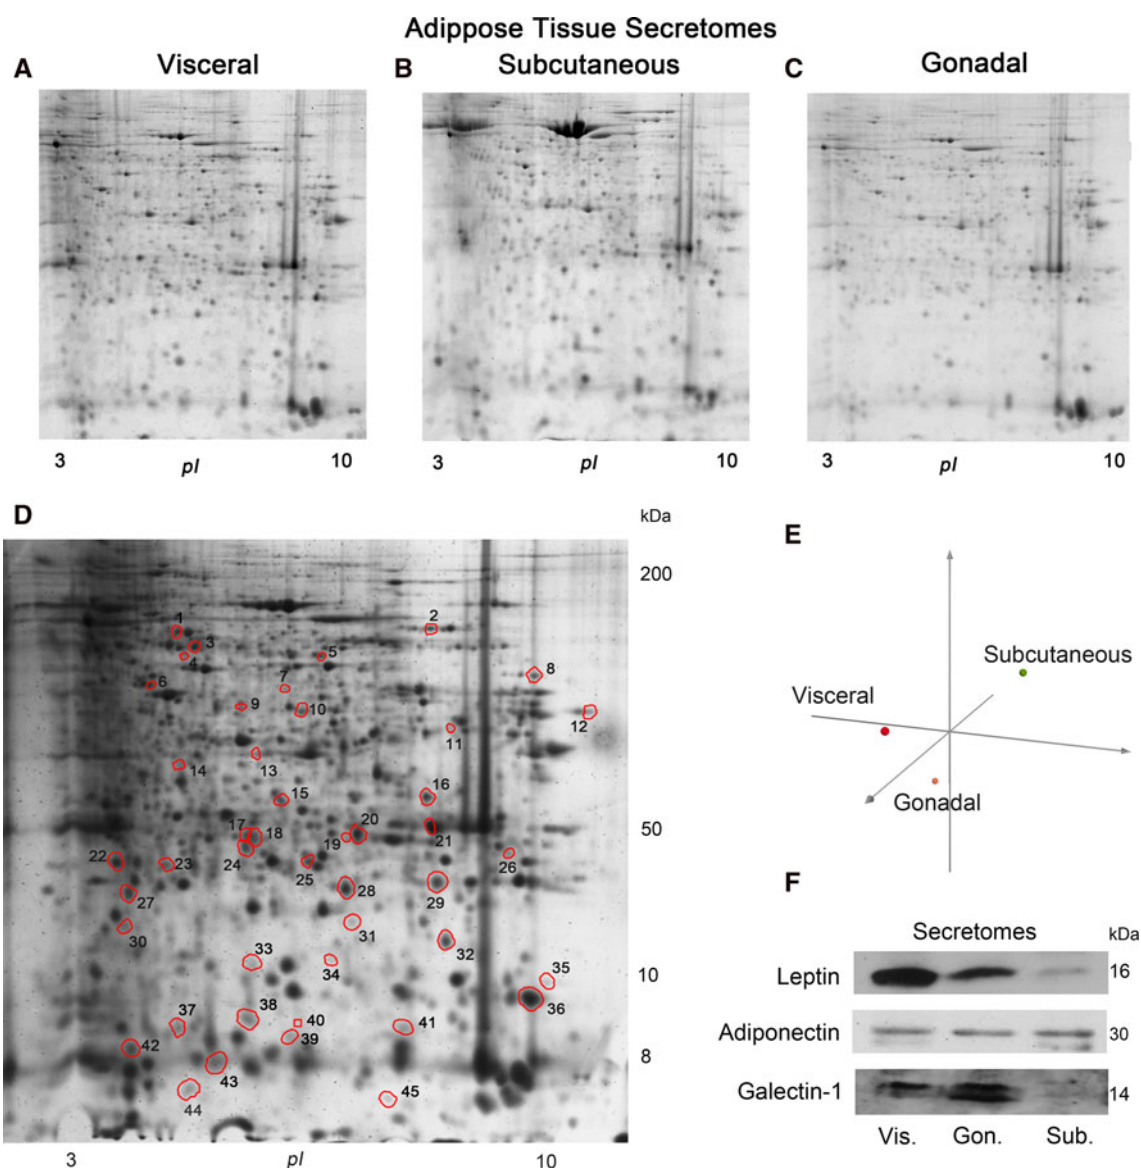 Adippose Tissue Secretomes
A Visceral
B Subcutaneous
C Gonadal
3 pI 10
3 pI 10
3 pI 10
D
kDa
200
50
10
8
1
2
3
4
5
6
7
8
9
10
11
12
13
14
15
16
17
18
19
20
21
22
23
24
25
26
27
28
29
30
31
32
33
34
35
36
37
38
39
40
41
42
43
44
45
3 pI 10
E
Subcutaneous
Visceral
Gonadal
F
Secretomes kDa
Leptin 16
Adiponectin 30
Galectin-1 14
Vis. Gon. Sub.